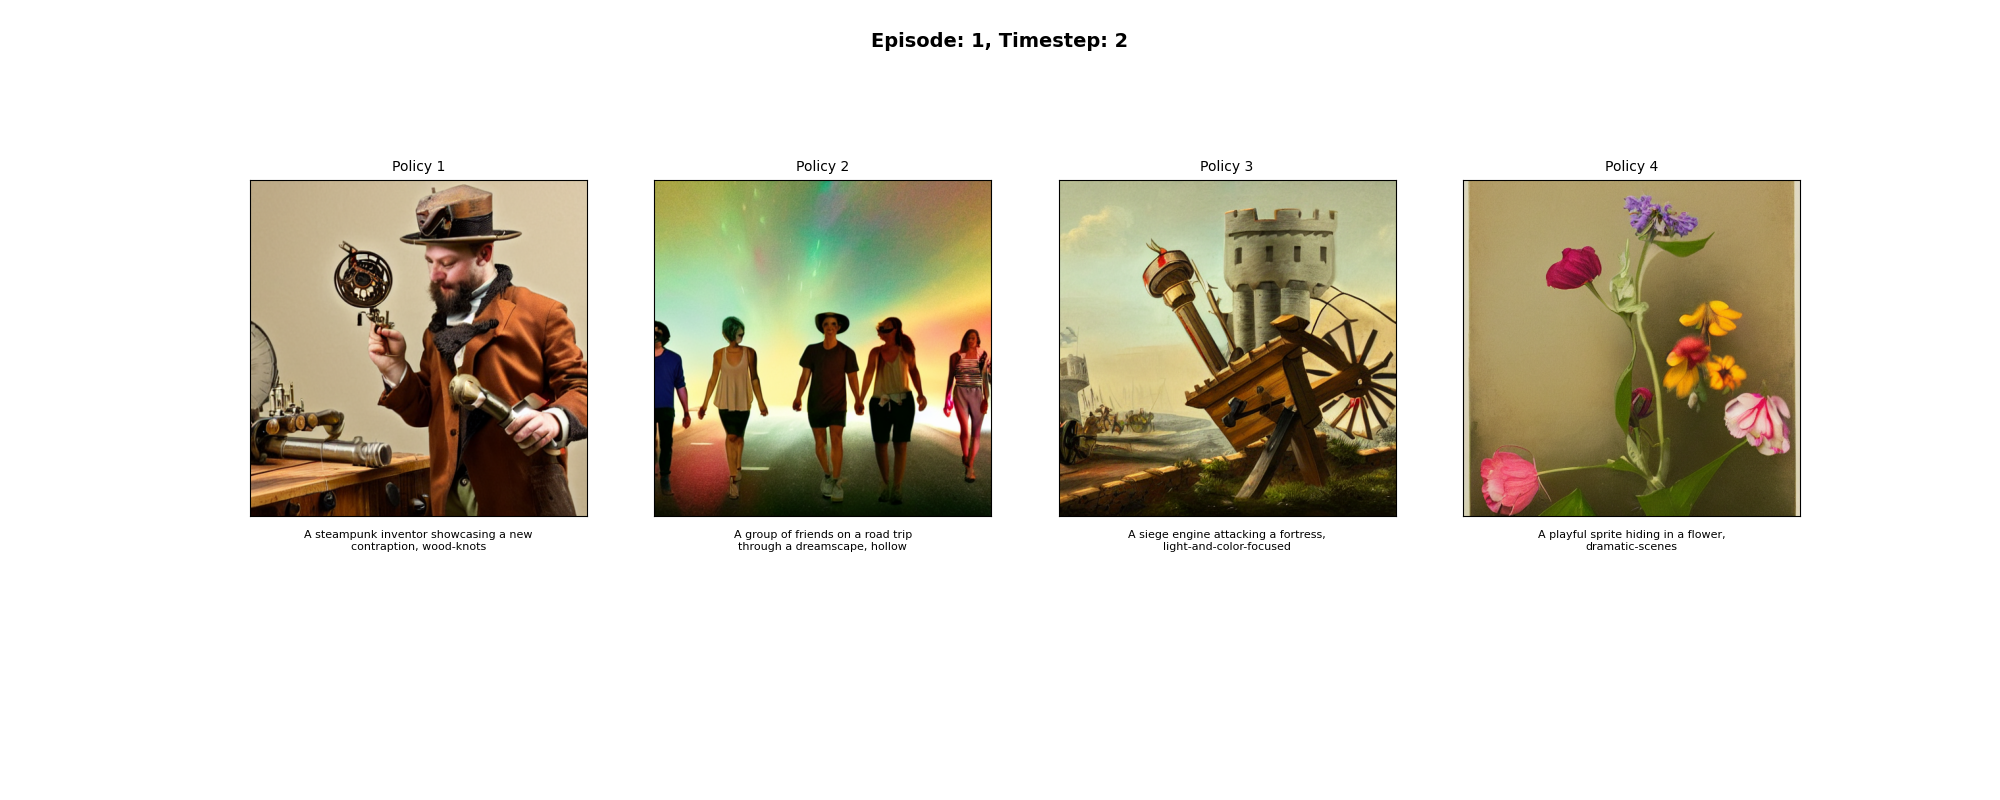 Episode: 1, Timestep: 2
Policy 1
Policy 2
Policy 3
Policy 4
A steampunk inventor showcasing a new
contraption, wood-knots
A group of friends on a road trip
through a dreamscape, hollow
A siege engine attacking a fortress,
light-and-color-focused
A playful sprite hiding in a flower,
dramatic-scenes